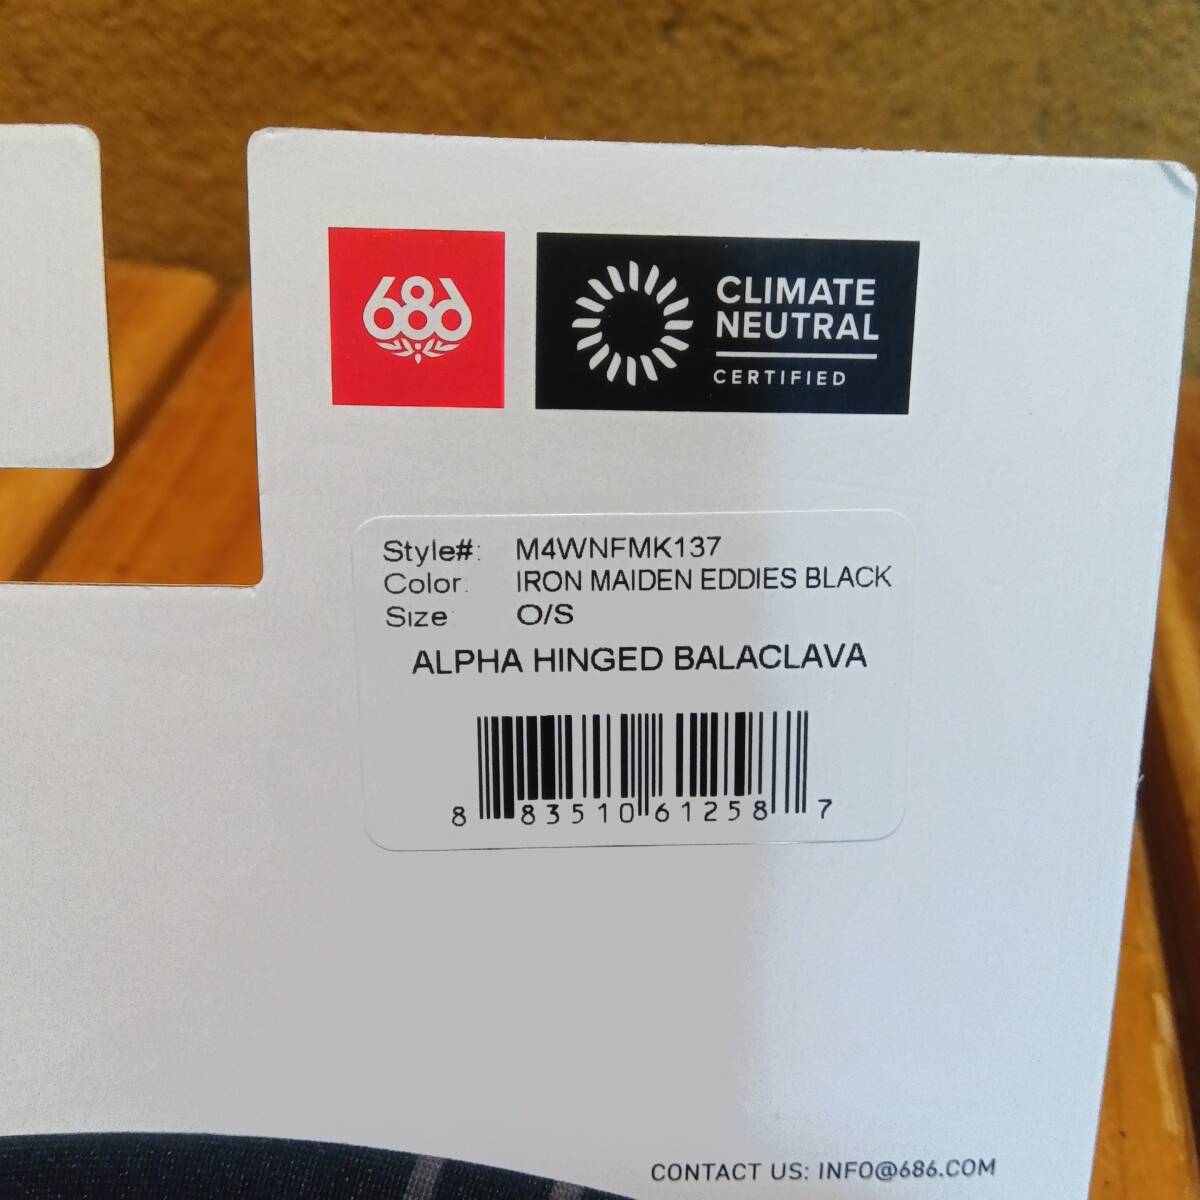 686
CLIMATE
NEUTRAL
CERTIFIED
Style#: M4WNFMK137
Color: IRON MAIDEN EDDIES BLACK
Size: O/S
ALPHA HINGED BALACLAVA
8 83510 61258 7
CONTACT US: INFO@686.COM